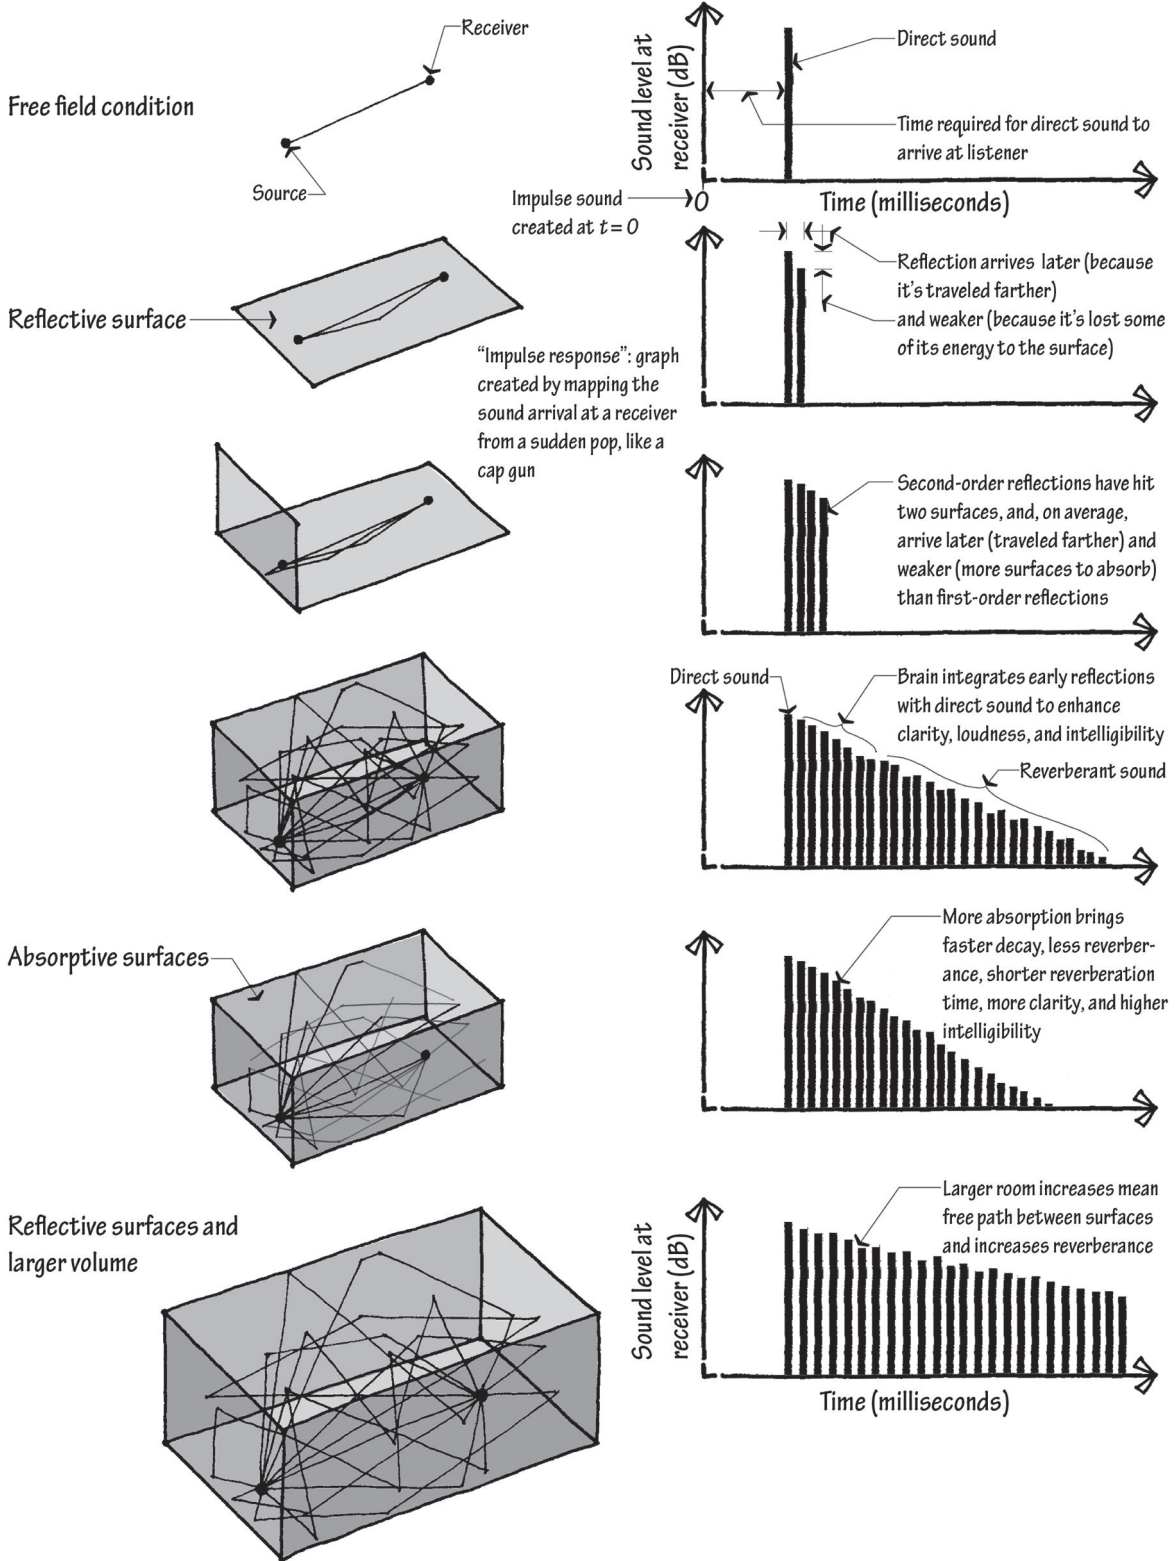 Receiver
Free field condition
Source
Sound level at
receiver (dB)
Direct sound
Time required for direct sound to
arrive at listener
Impulse sound
created at t = 0
0
Time (milliseconds)
Reflective surface
Reflection arrives later (because
it's traveled farther)
and weaker (because it's lost some
of its energy to the surface)
"Impulse response": graph
created by mapping the
sound arrival at a receiver
from a sudden pop, like a
cap gun
Second-order reflections have hit
two surfaces, and, on average,
arrive later (traveled farther) and
weaker (more surfaces to absorb)
than first-order reflections
Direct sound
Brain integrates early reflections
with direct sound to enhance
clarity, loudness, and intelligibility
Reverberant sound
Absorptive surfaces
More absorption brings
faster decay, less reverber-
ance, shorter reverberation
time, more clarity, and higher
intelligibility
Reflective surfaces and
larger volume
Sound level at
receiver (dB)
Larger room increases mean
free path between surfaces
and increases reverberance
Time (milliseconds)